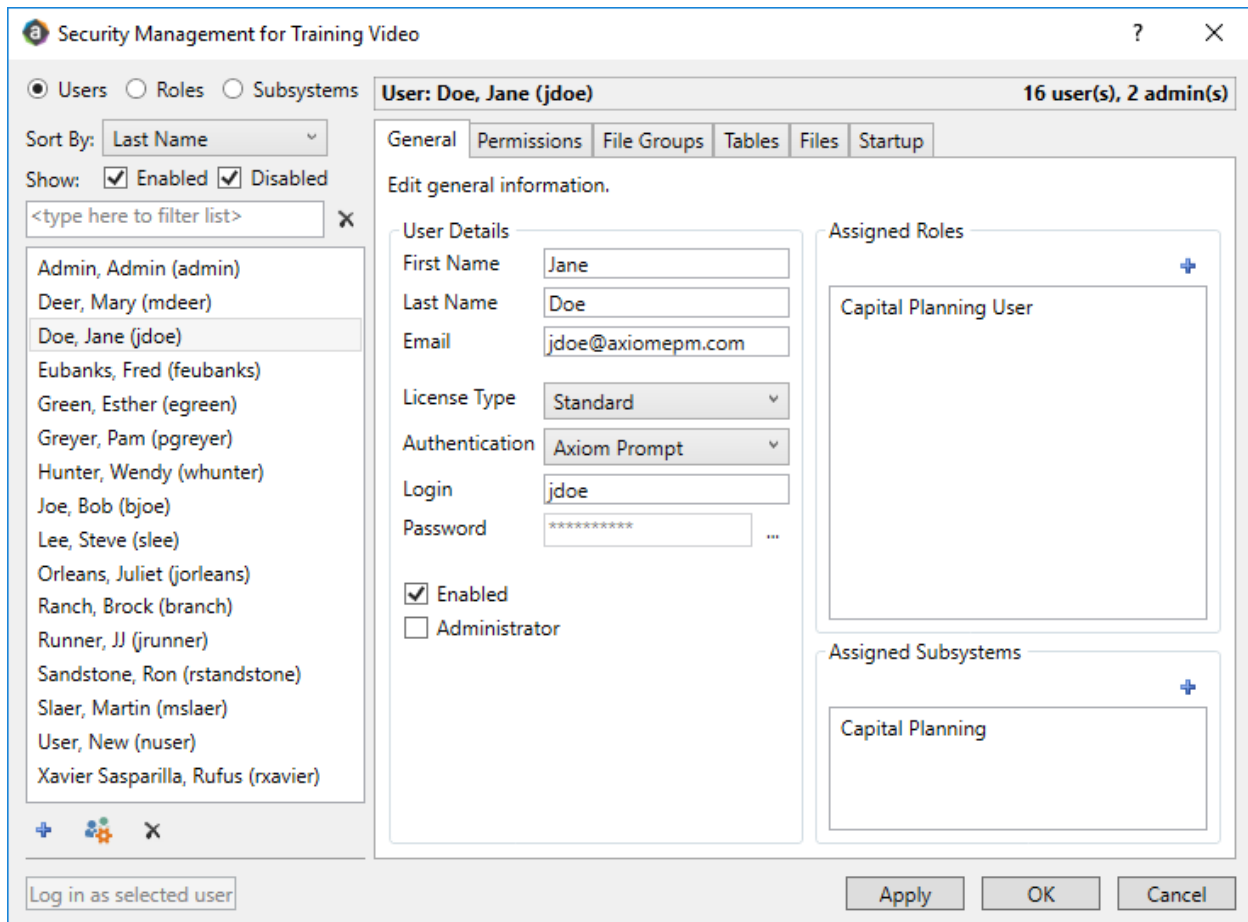 Security Management for Training Video
?
Users Roles Subsystems
Sort By: Last Name
Show: Enabled Disabled
<type here to filter list>
Admin, Admin (admin)
Deer, Mary (mdeer)
Doe, Jane (jdoe)
Eubanks, Fred (feubanks)
Green, Esther (egreen)
Greyer, Pam (pgreyer)
Hunter, Wendy (whunter)
Joe, Bob (bjoe)
Lee, Steve (slee)
Orleans, Juliet (jorleans)
Ranch, Brock (branch)
Runner, JJ (jrunner)
Sandstone, Ron (rstandstone)
Slaer, Martin (mslaer)
User, New (nuser)
Xavier Sasparilla, Rufus (rxavier)
Log in as selected user
User: Doe, Jane (jdoe) 16 user(s), 2 admin(s)
General Permissions File Groups Tables Files Startup
Edit general information.
User Details
First Name Jane
Last Name Doe
Email jdoe@axiomepm.com
License Type Standard
Authentication Axiom Prompt
Login jdoe
Password ********** ...
Enabled
Administrator
Assigned Roles
Capital Planning User
Assigned Subsystems
Capital Planning
Apply OK Cancel